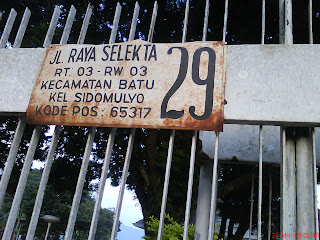 JL. RAYA SELEKTA
RT. 03 - RW 03
KECAMATAN BATU
KEL SIDOMULYO
KODE POS : 65317
29